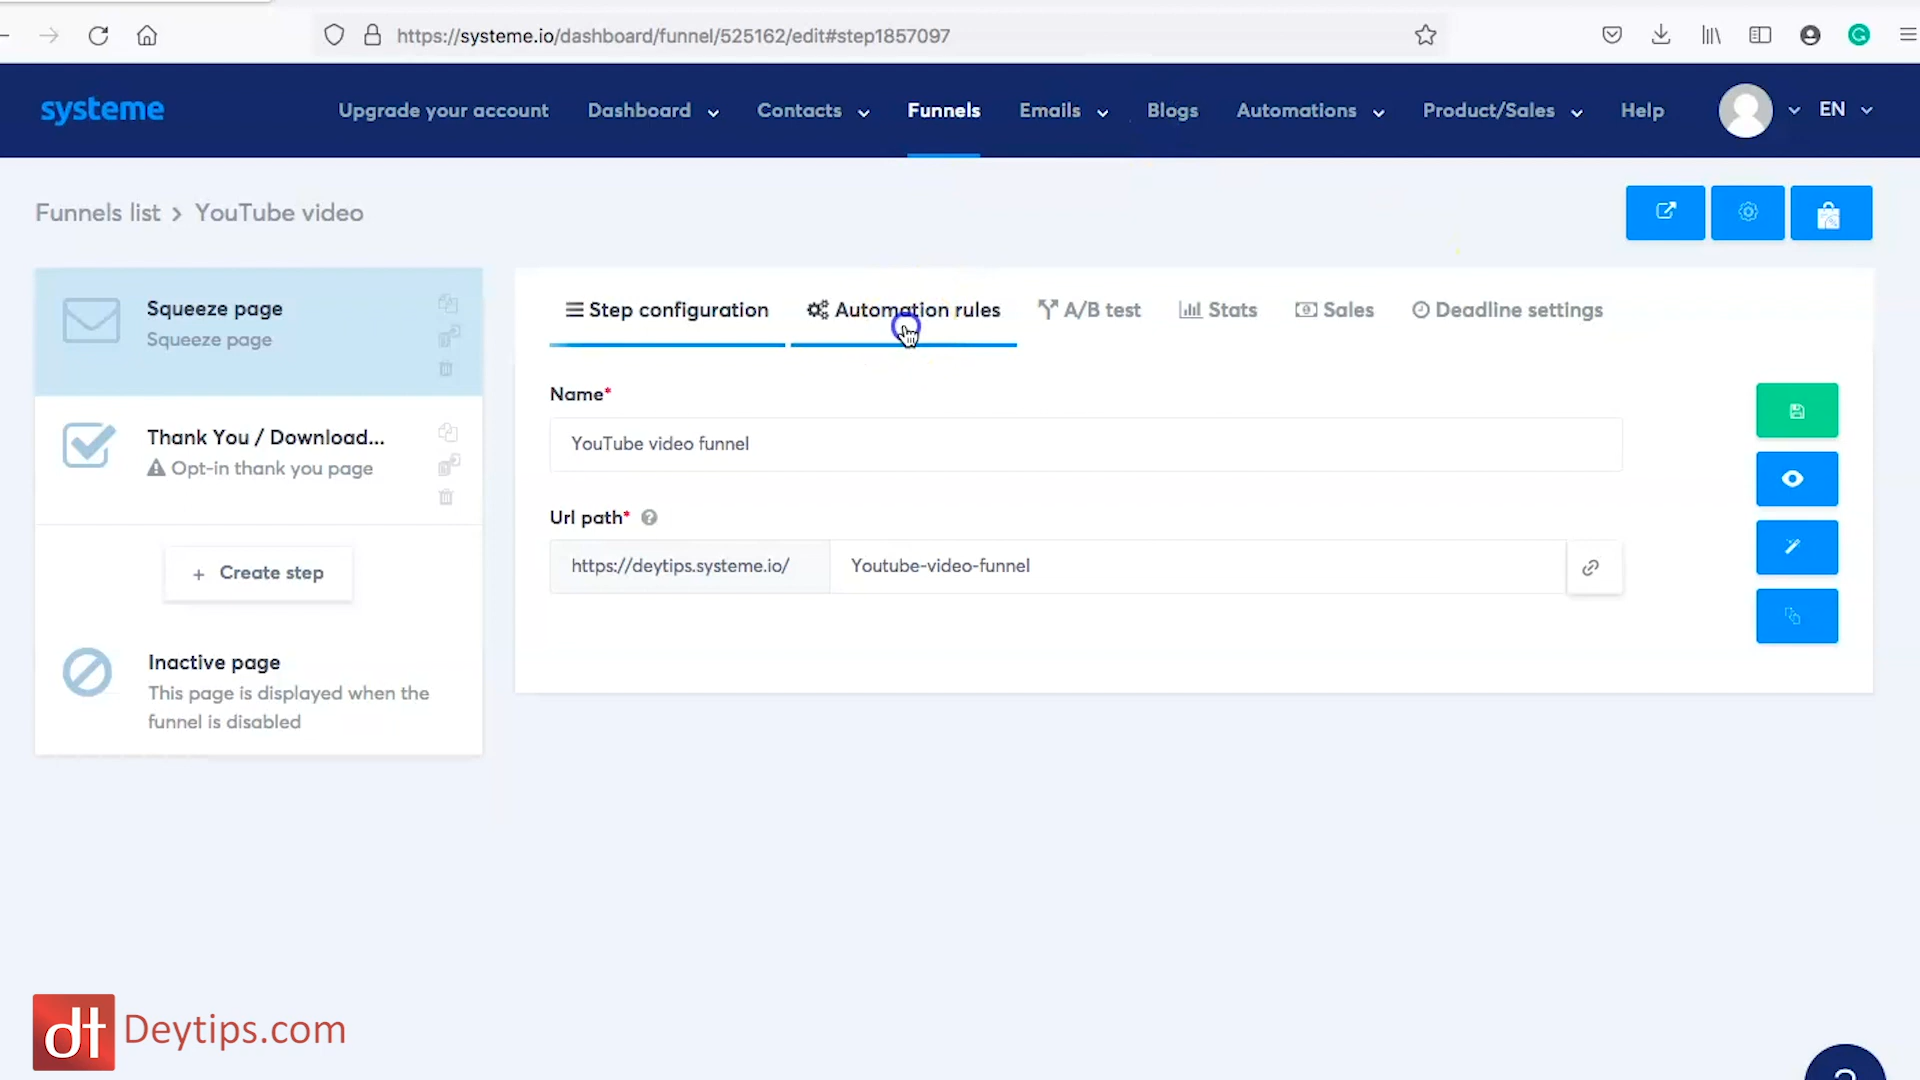 https://systeme.io/dashboard/funnel/525162/edit#step1857097
systeme
Upgrade your account
Dashboard
Contacts
Funnels
Emails
Blogs
Automations
Product/Sales
Help
EN
Funnels list > YouTube video
Squeeze page
Squeeze page
Thank You / Download...
Opt-in thank you page
+ Create step
Inactive page
This page is displayed when the
funnel is disabled
Step configuration
Automation rules
A/B test
Stats
Sales
Deadline settings
Name*
YouTube video funnel
Url path* ?
https://deytips.systeme.io/
Youtube-video-funnel
dt Deytips.com